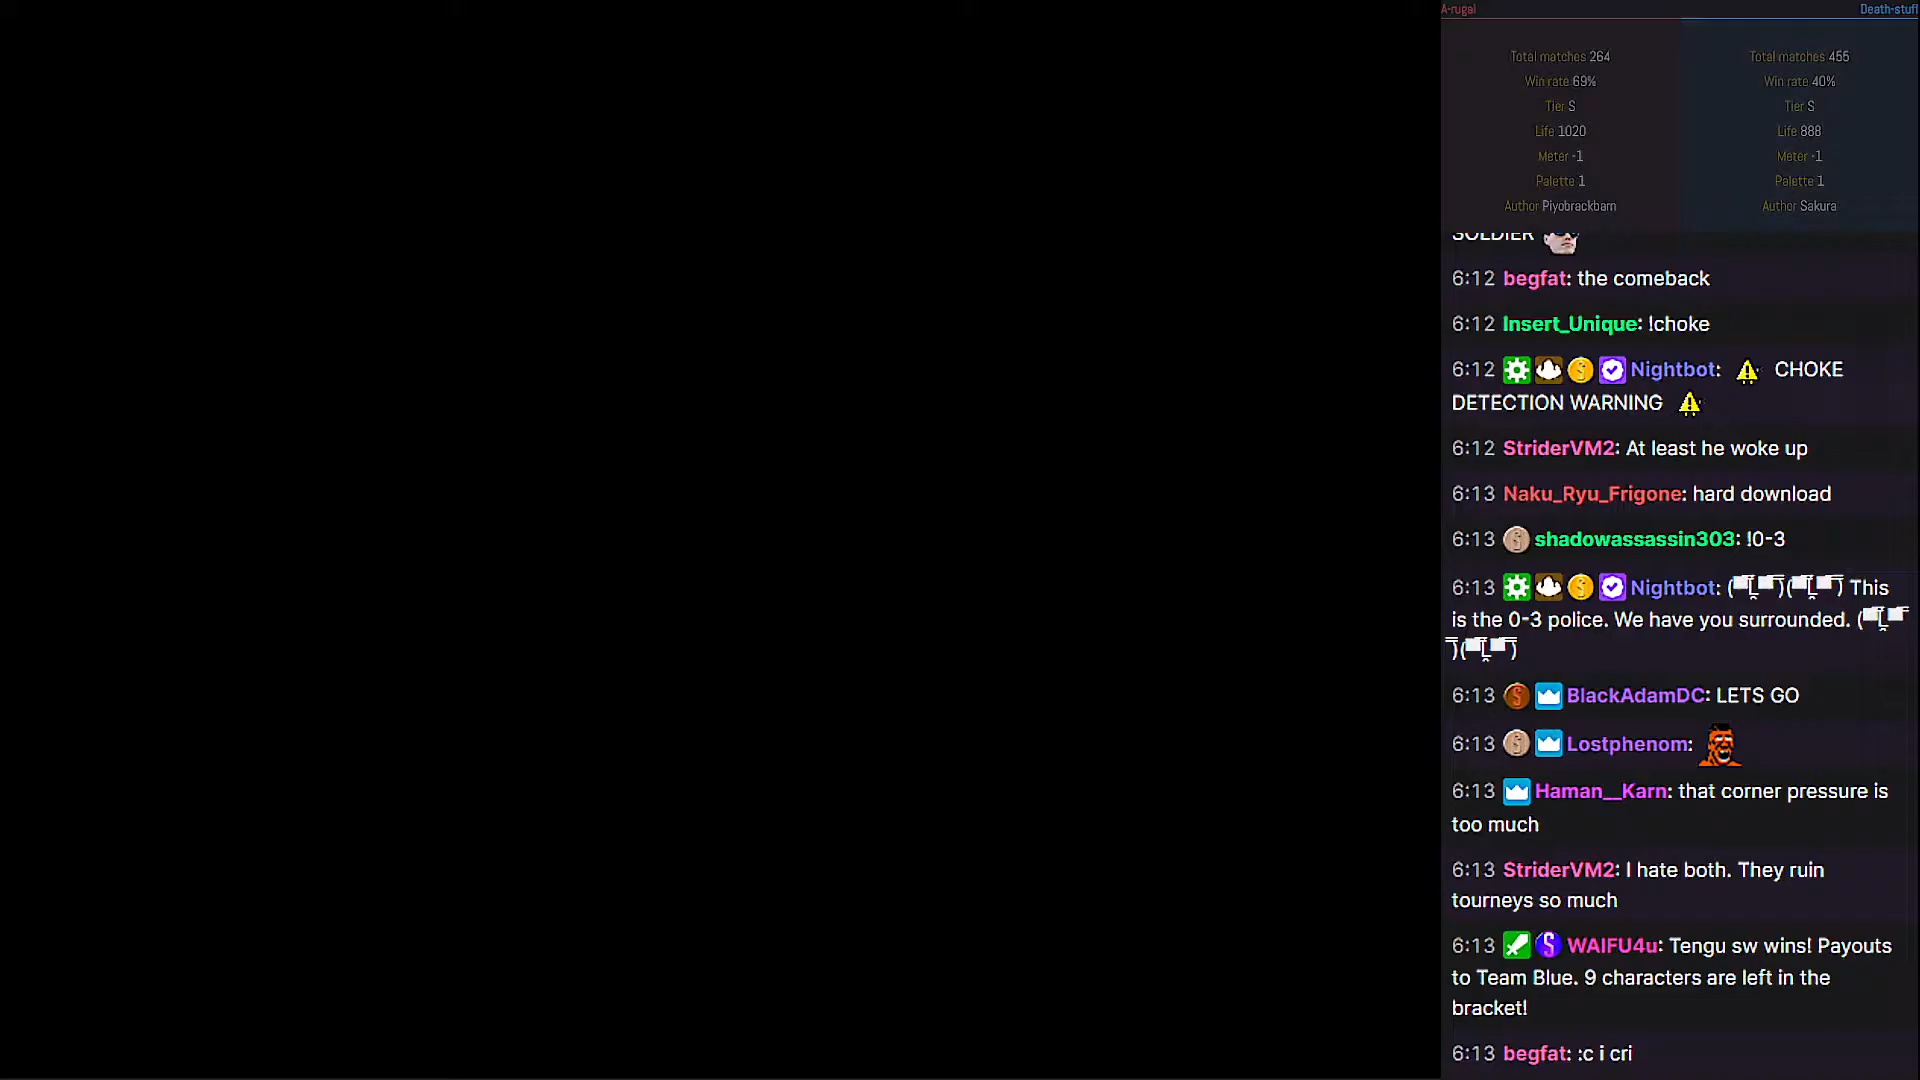 A-rugal Death-stuff
Total matches 264 Total matches 455
Win rate 69% Win rate 40%
Tier S Tier S
Life 1020 Life 888
Meter -1 Meter -1
Palette 1 Palette 1
Author Piyobrackbarn Author Sakura
SOLDIER
6:12 begfat: the comeback
6:12 Insert_Unique: !choke
6:12 Nightbot: ⚠ CHOKE
DETECTION WARNING ⚠
6:12 StriderVM2: At least he woke up
6:13 Naku_Ryu_Frigone: hard download
6:13 shadowassassin303: !0-3
6:13 Nightbot: (▀̿Ĺ̯▀̿ ̿)(▀̿Ĺ̯▀̿ ̿) This
is the 0-3 police. We have you surrounded. (▀̿Ĺ̯▀̿
̿)(▀̿Ĺ̯▀̿ ̿)
6:13 BlackAdamDC: LETS GO
6:13 Lostphenom:
6:13 Haman__Karn: that corner pressure is
too much
6:13 StriderVM2: I hate both. They ruin
tourneys so much
6:13 WAIFU4u: Tengu sw wins! Payouts
to Team Blue. 9 characters are left in the
bracket!
6:13 begfat: :c i cri